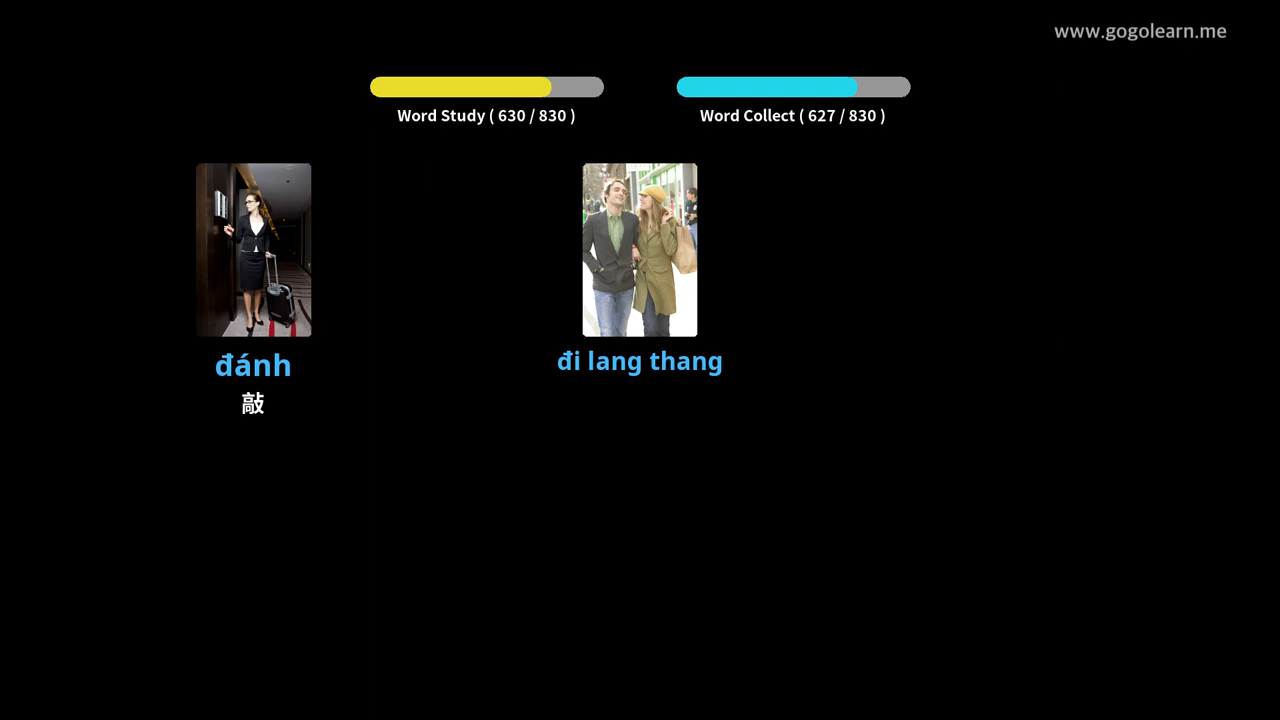 www.gogolearn.me
Word Study ( 630 / 830 )
Word Collect ( 627 / 830 )
đánh
敲
đi lang thang